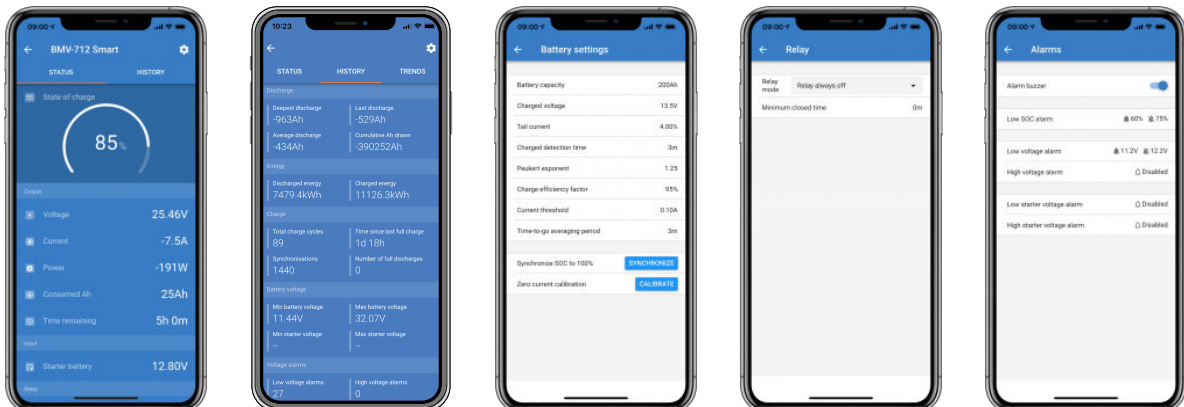 09:00
BMV-712 Smart
STATUS HISTORY
State of charge
85%
Output
Voltage 25.46V
Current -7.5A
Power -191W
Consumed Ah 25Ah
Time remaining 5h 0m
Input
Starter battery 12.80V
Relay
10:23
STATUS HISTORY TRENDS
Discharge
Deepest discharge Last discharge
-963Ah -529Ah
Average discharge Cumulative Ah drawn
-434Ah -390252Ah
Energy
Discharged energy Charged energy
7479.4kWh 11126.3kWh
Charge
Total charge cycles Time since last full charge
89 1d 18h
Synchronisations Number of full discharges
1440 0
Battery voltage
Min battery voltage Max battery voltage
11.44V 32.07V
Min starter voltage Max starter voltage
-- --
Voltage alarms
Low voltage alarms High voltage alarms
27 0
09:00
Battery settings
Battery capacity 200Ah
Charged voltage 13.5V
Tail current 4.00%
Charged detection time 3m
Peukert exponent 1.25
Charge efficiency factor 95%
Current threshold 0.10A
Time-to-go averaging period 3m
Synchronize SOC to 100% SYNCHRONIZE
Zero current calibration CALIBRATE
09:00
Relay
Relay mode Relay always off
Minimum closed time 0m
09:00
Alarms
Alarm buzzer
Low SOC alarm 60% 75%
Low voltage alarm 11.2V 12.2V
High voltage alarm Disabled
Low starter voltage alarm Disabled
High starter voltage alarm Disabled